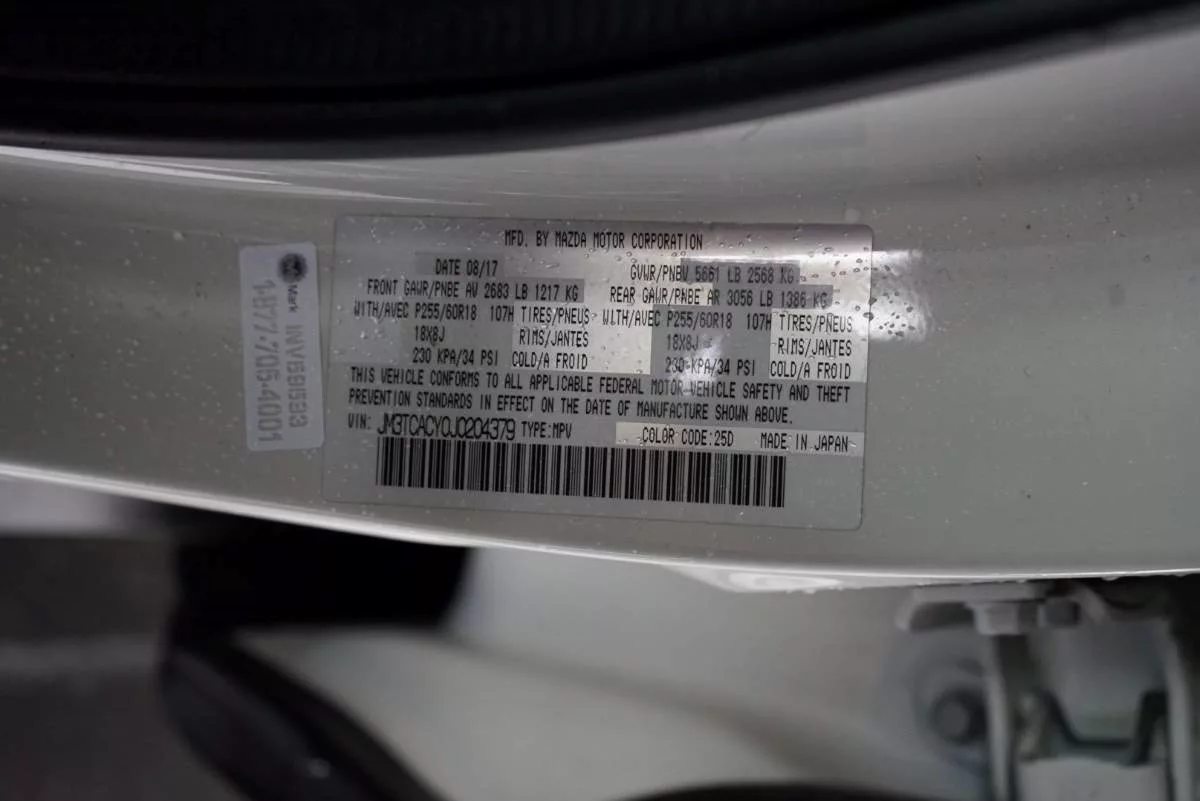 MFD. BY MAZDA MOTOR CORPORATION
DATE 08/17 GVWR/PNBV 5661 LB 2568 KG
FRONT GAWR/PNBE AV 2683 LB 1217 KG REAR GAWR/PNBE AR 3056 LB 1386 KG
WITH/AVEC P255/60R18 107H TIRES/PNEUS WITH/AVEC P255/60R18 107H TIRES/PNEUS
18X8J RIMS/JANTES 18X8J RIMS/JANTES
230 KPA/34 PSI COLD/A FROID 230 KPA/34 PSI COLD/A FROID
THIS VEHICLE CONFORMS TO ALL APPLICABLE FEDERAL MOTOR VEHICLE SAFETY AND THEFT
PREVENTION STANDARDS IN EFFECT ON THE DATE OF MANUFACTURE SHOWN ABOVE.
VIN: JM3TCACY0J0204379 TYPE:MPV COLOR CODE:25D MADE IN JAPAN
Mark
1877-705-4001